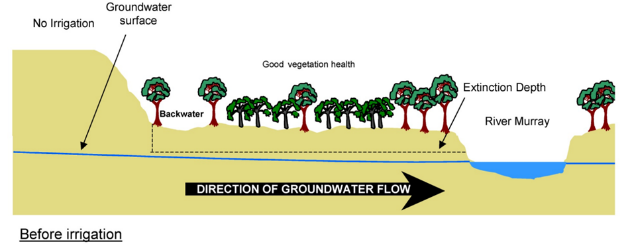 No Irrigation
Groundwater
surface
Good vegetation health
Extinction Depth
Backwater
River Murray
DIRECTION OF GROUNDWATER FLOW
Before irrigation